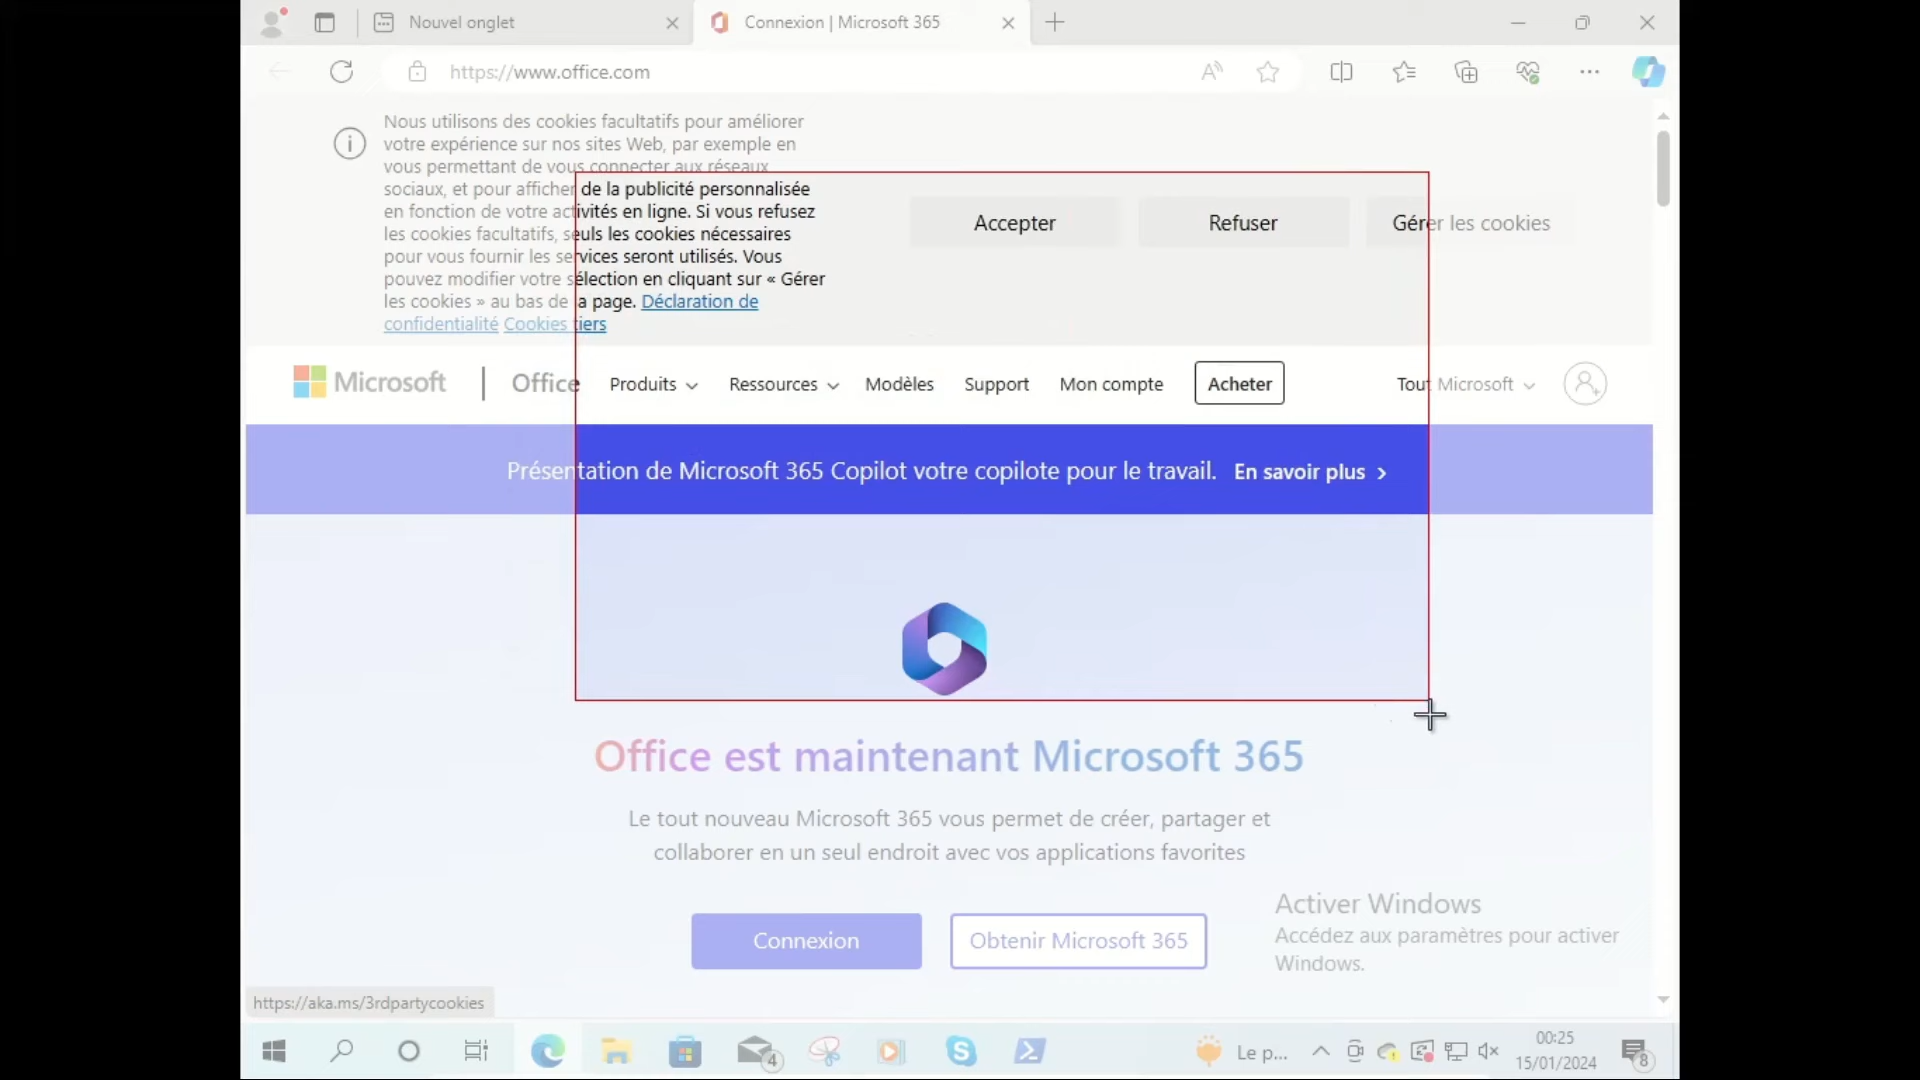 Nouvel onglet
Connexion | Microsoft 365
https://www.office.com
Nous utilisons des cookies facultatifs pour améliorer
votre expérience sur nos sites Web, par exemple en
vous permettant de vous connecter aux réseaux
sociaux, et pour afficher de la publicité personnalisée
en fonction de votre activités en ligne. Si vous refusez
les cookies facultatifs, seuls les cookies nécessaires
pour vous fournir les services seront utilisés. Vous
pouvez modifier votre sélection en cliquant sur « Gérer
les cookies » au bas de la page. Déclaration de
confidentialité Cookies tiers
Accepter
Refuser
Gérer les cookies
Microsoft
Office
Produits
Ressources
Modèles
Support
Mon compte
Acheter
Tout Microsoft
Présentation de Microsoft 365 Copilot votre copilote pour le travail. En savoir plus
Office est maintenant Microsoft 365
Le tout nouveau Microsoft 365 vous permet de créer, partager et
collaborer en un seul endroit avec vos applications favorites
Connexion
Obtenir Microsoft 365
Activer Windows
Accédez aux paramètres pour activer
Windows.
https://aka.ms/3rdpartycookies
4
Le p...
00:25
15/01/2024
8